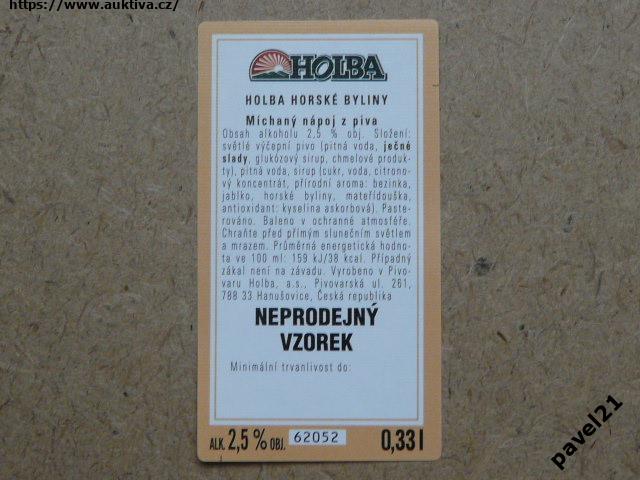 https://www.auktiva.cz/
HOLBA
HOLBA HORSKÉ BYLINY
Míchaný nápoj z piva
Obsah alkoholu 2,5 % obj. Složení:
světlé výčepní pivo (pitná voda, ječné
slady, glukózový sirup, chmelové produk-
ty), pitná voda, sirup (cukr, voda, citrono-
vý koncentrát, přírodní aroma: bezinka,
jablko, horské byliny, mateřídouška,
antioxidant: kyselina askorbová). Paste-
rováno. Baleno v ochranné atmosféře.
Chraňte před přímým slunečním světlem
a mrazem. Průměrná energetická hodno-
ta ve 100 ml: 159 kJ/38 kcal. Případný
zákal není na závadu. Vyrobeno v Pivo-
varu Holba, a.s., Pivovarská ul. 261,
788 33 Hanušovice, Česká republika
NEPRODEJNÝ
VZOREK
Minimální trvanlivost do:
ALK. 2,5 % OBJ. 62052 0,33 l
pavel21